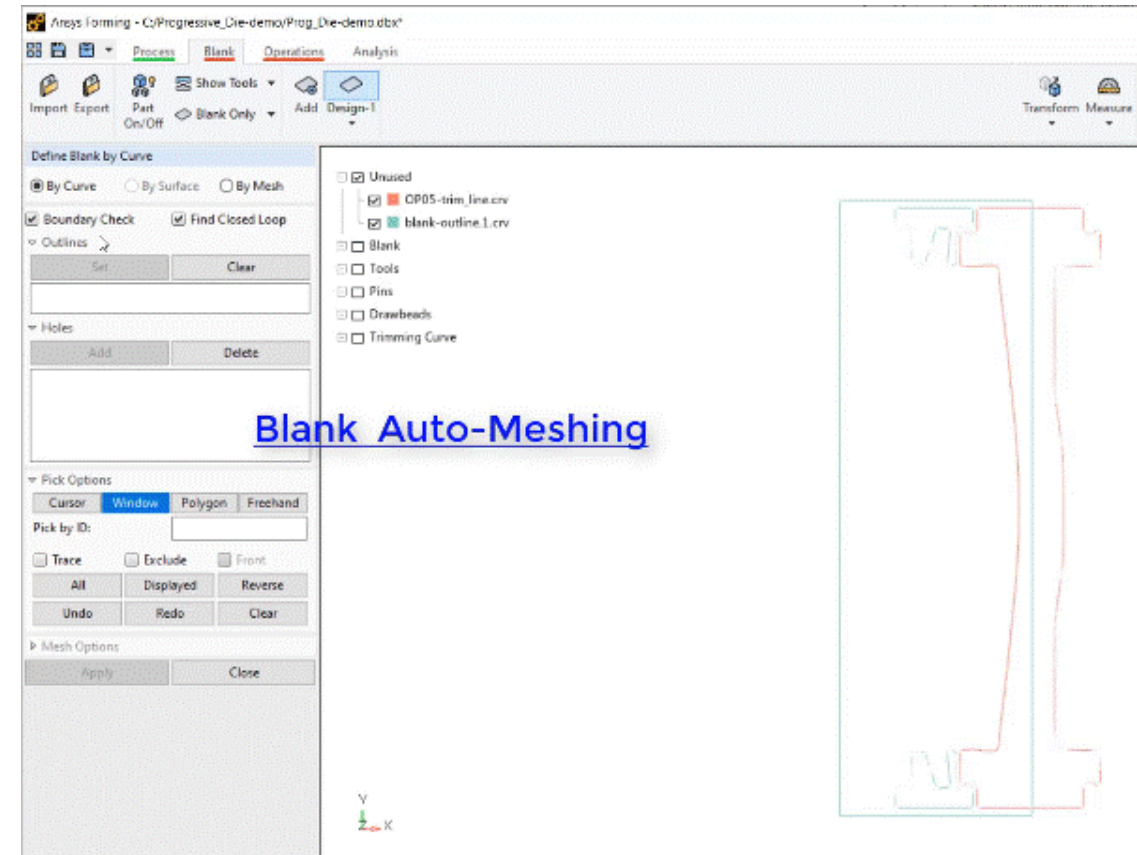 Ansys Forming - C:/Progressive_Die-demo/Prog_Die-demo.dbx*
Process Blank Operations Analysis
Import Export Part On/Off Show Tools Blank Only Add Design-1 Transform Measure
Define Blank by Curve
By Curve By Surface By Mesh
Boundary Check Find Closed Loop
Outlines
Set Clear
Holes
Add Delete
Pick Options
Cursor Window Polygon Freehand
Pick by ID:
Trace Exclude Front
All Displayed Reverse
Undo Redo Clear
Mesh Options
Apply Close
Unused
OP05-trim_line.crv
blank-outline.1.crv
Blank
Tools
Pins
Drawbeads
Trimming Curve
Blank Auto-Meshing
Y
Z X